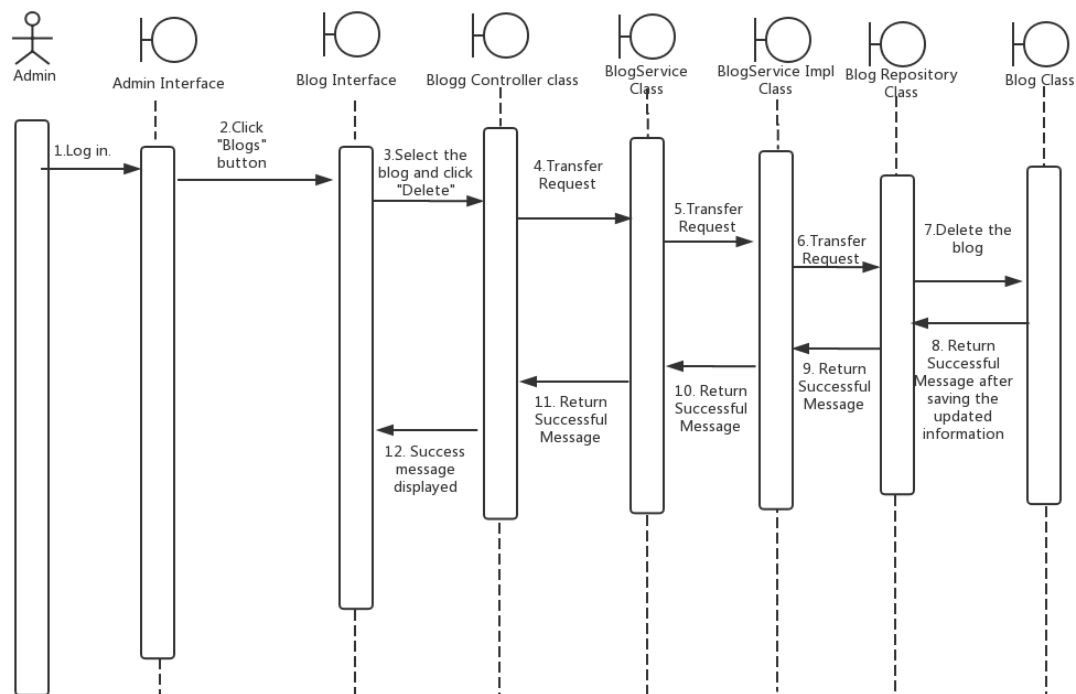 Admin
Admin Interface
Blog Interface
Blogg Controller class
BlogService
Class
BlogService Impl
Class
Blog Repository
Class
Blog Class
1.Log in.
2.Click
"Blogs"
button
3.Select the
blog and click
"Delete"
4.Transfer
Request
5.Transfer
Request
6.Transfer
Request
7.Delete the
blog
8. Return
Successful
Message after
saving the
updated
information
9. Return
Successful
Message
10. Return
Successful
Message
11. Return
Successful
Message
12. Success
message
displayed